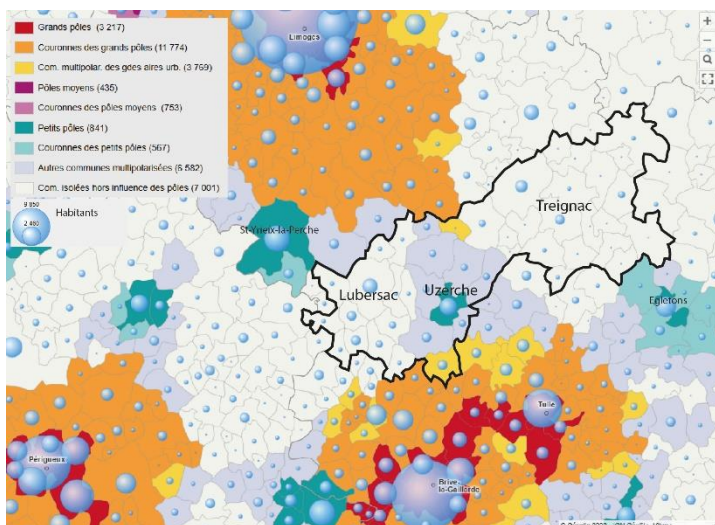 Grands pôles (3 217)
Couronnes des grands pôles (11 774)
Com. multipolar. des gdes aires urb. (3 769)
Pôles moyens (435)
Couronnes des pôles moyens (753)
Petits pôles (841)
Couronnes des petits pôles (567)
Autres communes multipolarisées (6 582)
Com. isolées hors influence des pôles (7 001)
9 850
Habitants
2 460
+
−
Limoges
Treignac
St-Yrieix-la-Perche
Lubersac
Uzerche
Egletons
Tulle
Périgueux
Brive
-la-Gaillarde